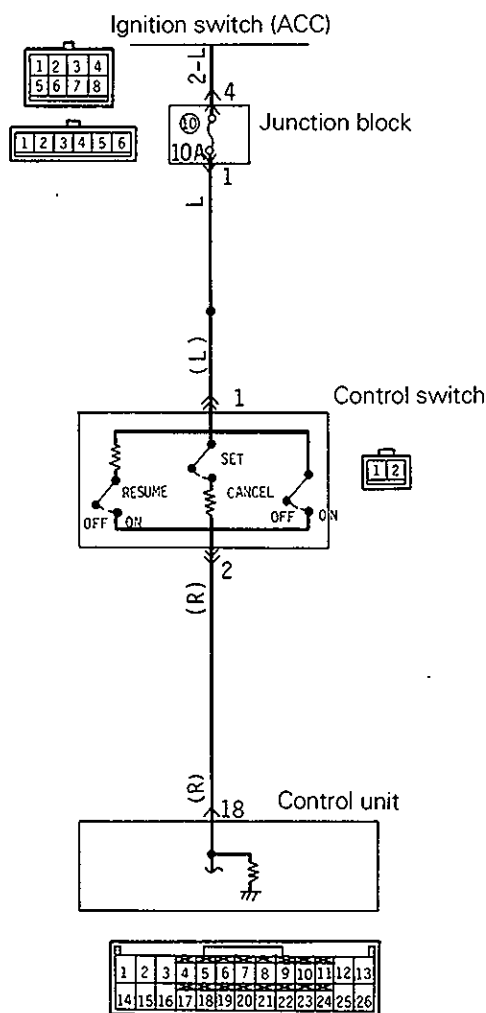 Ignition switch (ACC)
2-L
1 2 3 4
5 6 7 8
4
10
Junction block
10A
1 2 3 4 5 6
1
L
(L)
1
Control switch
SET
1 2
RESUME
CANCEL
OFF ON
OFF ON
2
(R)
(R)
18
Control unit
1 2 3 4 5 6 7 8 9 10 11 12 13
14 15 16 17 18 19 20 21 22 23 24 25 26